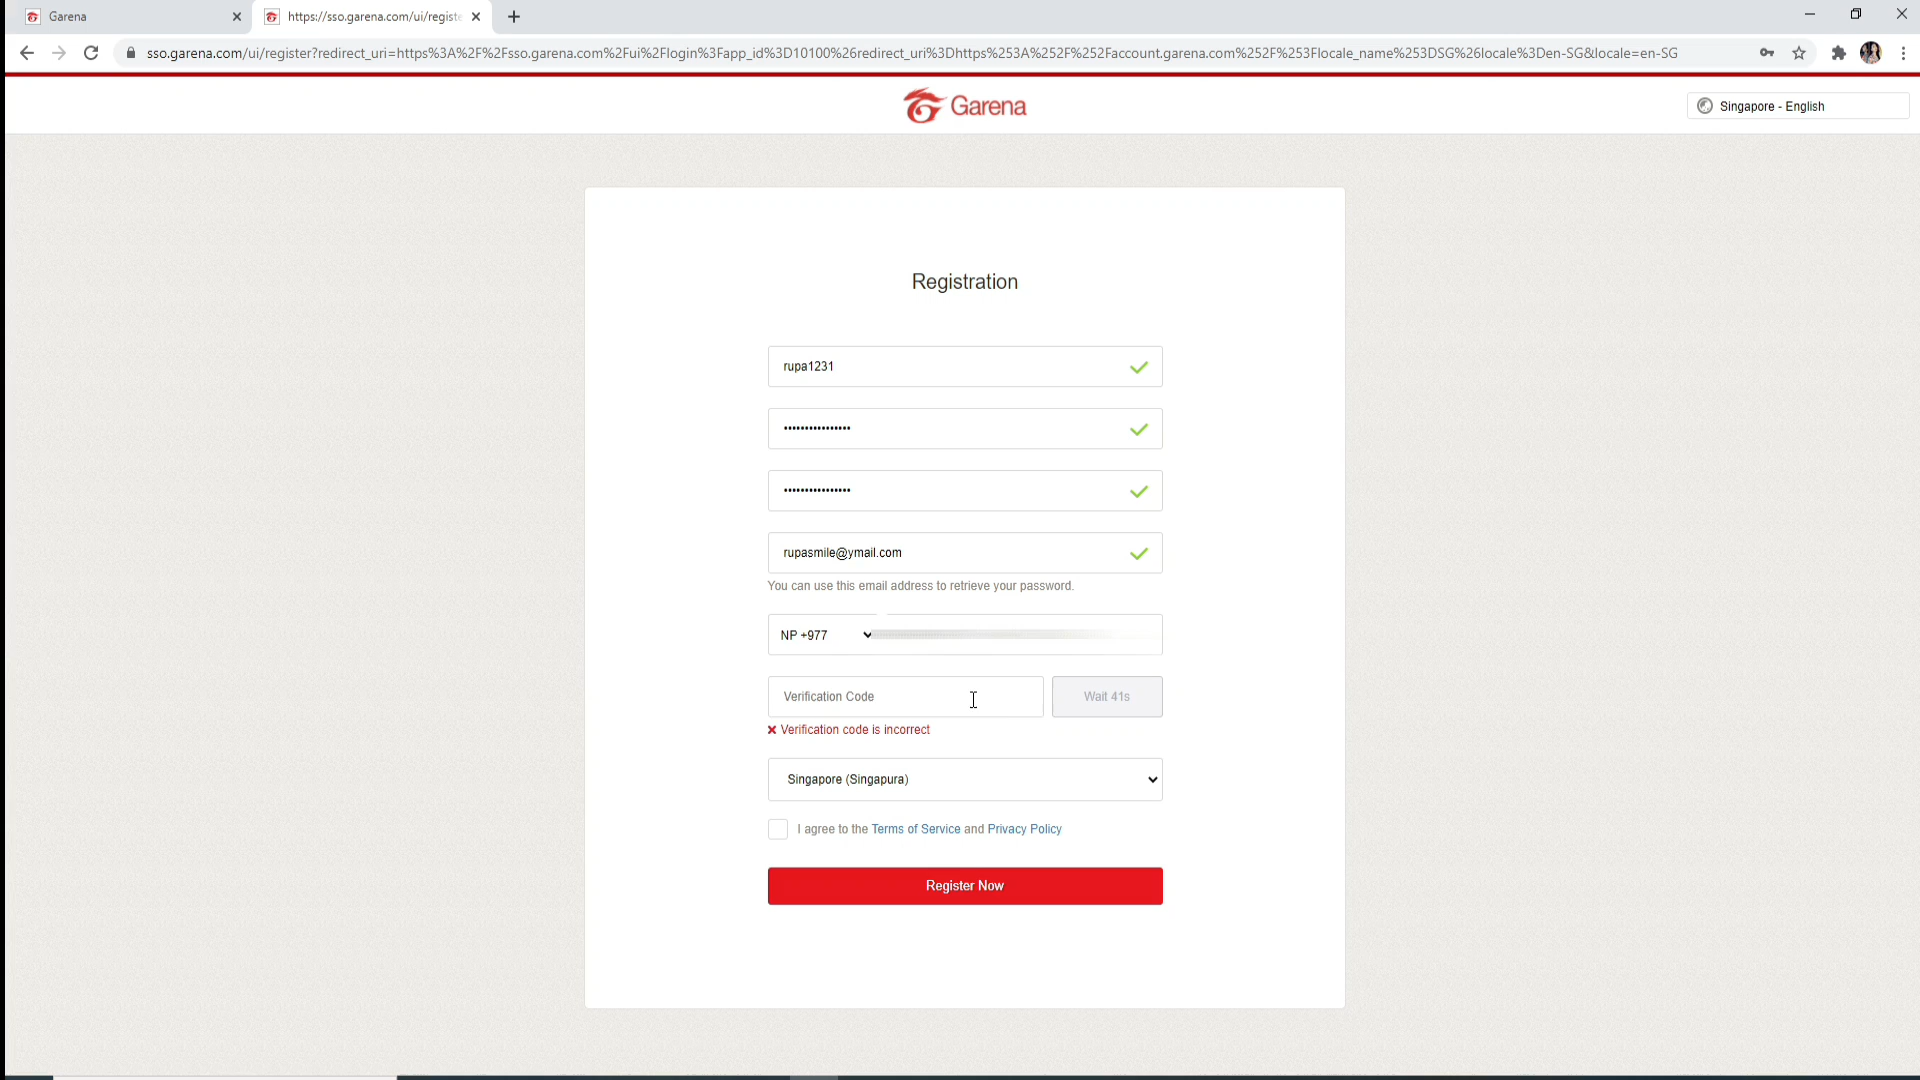 Garena
https://sso.garena.com/ui/registe
sso.garena.com/ui/register?redirect_uri=https%3A%2F%2Fsso.garena.com%2Fui%2Flogin%3Fapp_id%3D10100%26redirect_uri%3Dhttps%253A%252F%252Faccount.garena.com%252F%253Flocale_name%253DSG%26locale%3Den-SG&locale=en-SG
Garena
Singapore - English
Registration
rupa1231
••••••••••••••••
••••••••••••••••
rupasmile@ymail.com
You can use this email address to retrieve your password.
NP +977
Verification Code
Wait 41s
Verification code is incorrect
Singapore (Singapura)
I agree to the Terms of Service and Privacy Policy
Register Now